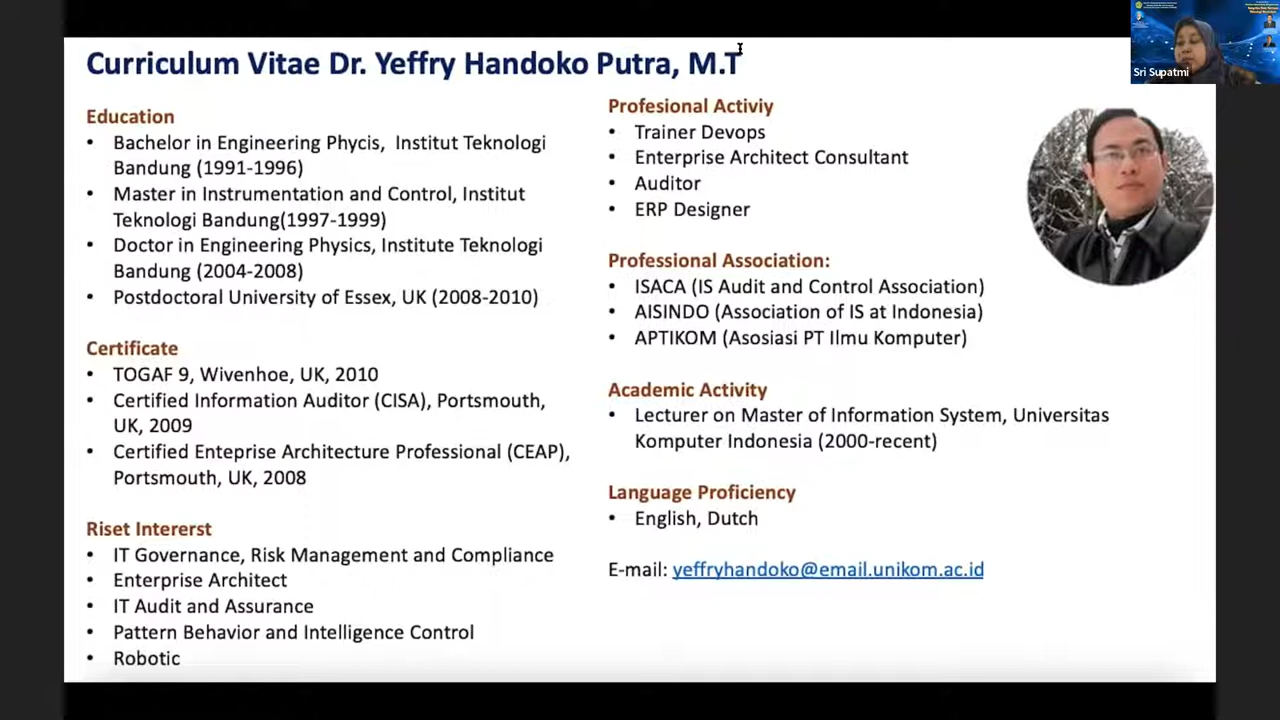 Curriculum Vitae Dr. Yeffry Handoko Putra, M.T
Education
• Bachelor in Engineering Phycis, Institut Teknologi
Bandung (1991-1996)
• Master in Instrumentation and Control, Institut
Teknologi Bandung(1997-1999)
• Doctor in Engineering Physics, Institute Teknologi
Bandung (2004-2008)
• Postdoctoral University of Essex, UK (2008-2010)
Certificate
• TOGAF 9, Wivenhoe, UK, 2010
• Certified Information Auditor (CISA), Portsmouth,
UK, 2009
• Certified Enteprise Architecture Professional (CEAP),
Portsmouth, UK, 2008
Riset Intererst
• IT Governance, Risk Management and Compliance
• Enterprise Architect
• IT Audit and Assurance
• Pattern Behavior and Intelligence Control
• Robotic
Profesional Activiy
• Trainer Devops
• Enterprise Architect Consultant
• Auditor
• ERP Designer
Professional Association:
• ISACA (IS Audit and Control Association)
• AISINDO (Association of IS at Indonesia)
• APTIKOM (Asosiasi PT Ilmu Komputer)
Academic Activity
• Lecturer on Master of Information System, Universitas
Komputer Indonesia (2000-recent)
Language Proficiency
• English, Dutch
E-mail: yeffryhandoko@email.unikom.ac.id
Sri Supatmi